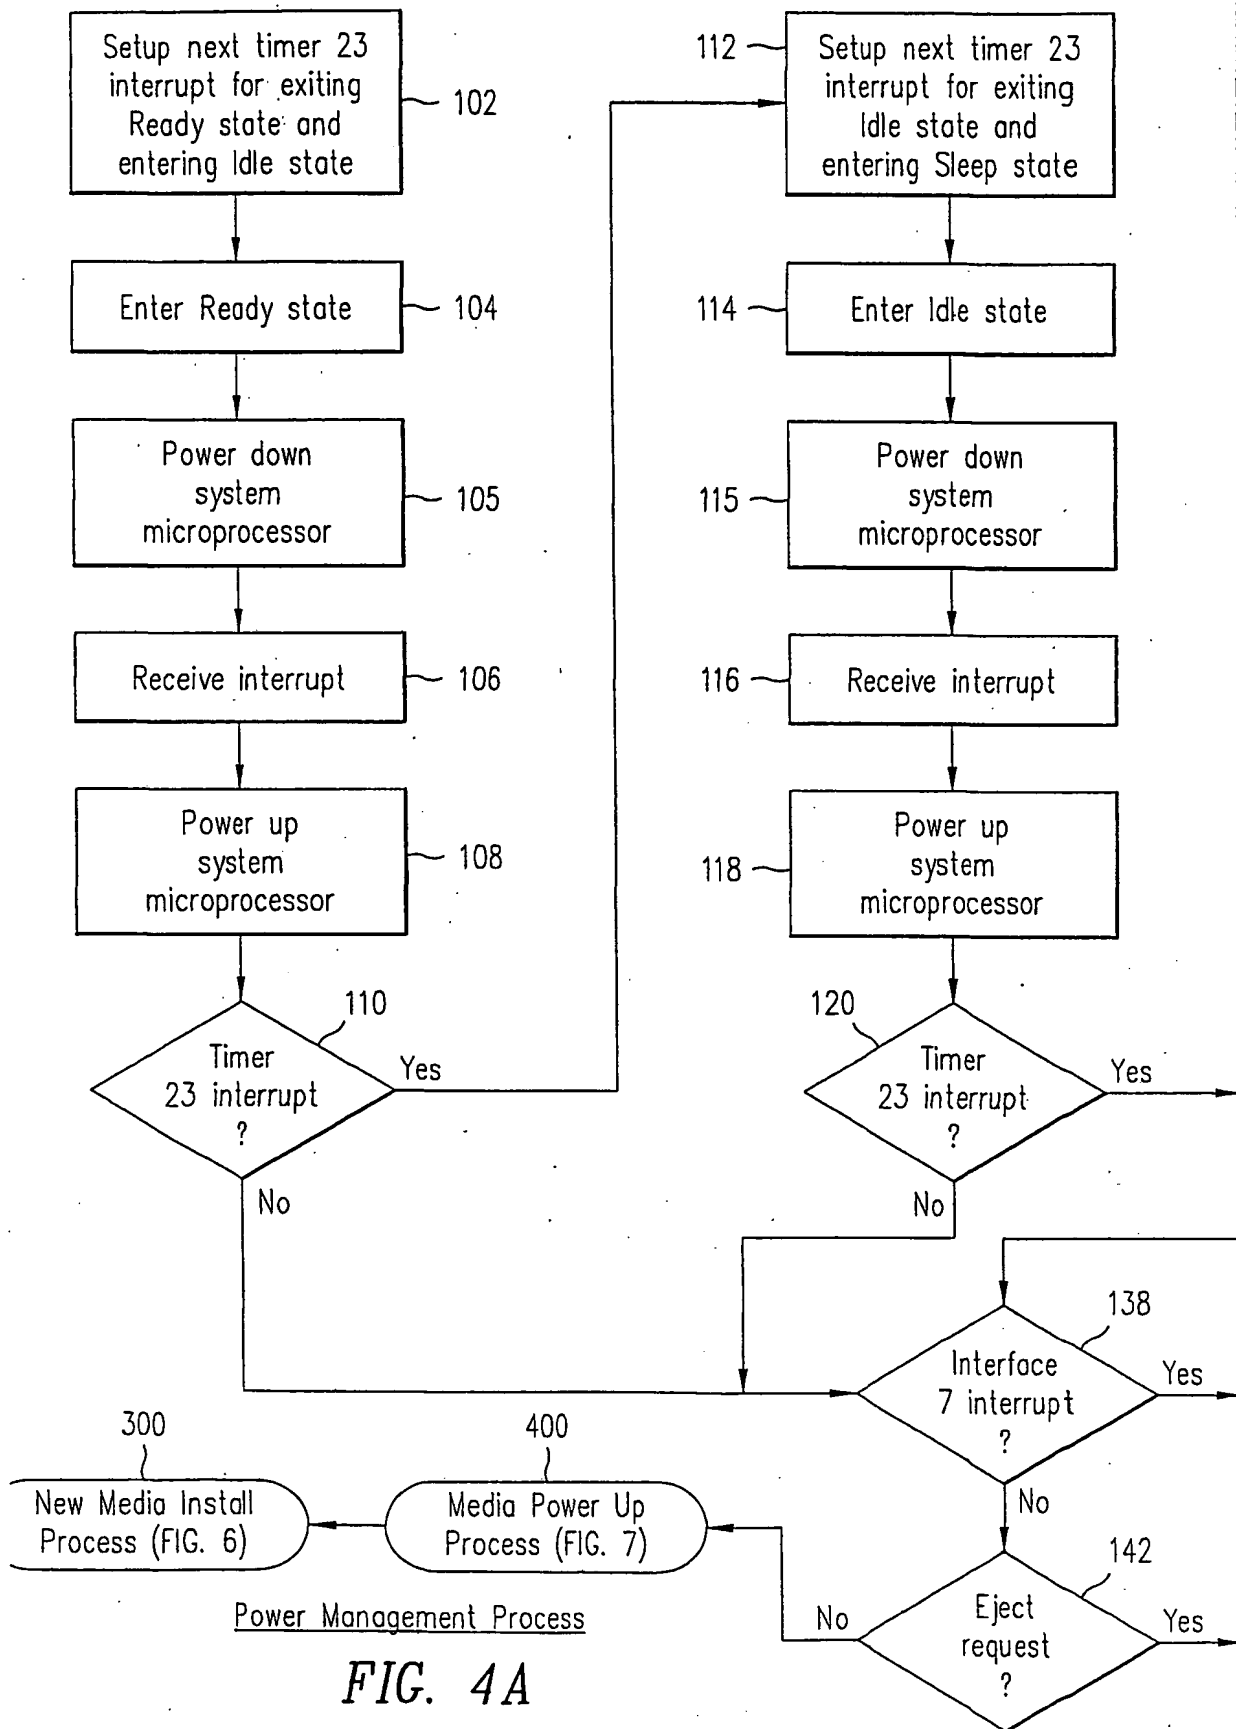 Setup next timer 23
interrupt for exiting
Ready state and
entering Idle state
102
Enter Ready state
104
Power down
system
microprocessor
105
Receive interrupt
106
Power up
system
microprocessor
108
110
Timer
23 interrupt
?
Yes
No
112
Setup next timer 23
interrupt for exiting
Idle state and
entering Sleep state
114
Enter Idle state
115
Power down
system
microprocessor
116
Receive interrupt
118
Power up
system
microprocessor
120
Timer
23 interrupt
?
Yes
No
138
Interface
7 interrupt
?
Yes
No
142
Eject
request
?
Yes
No
400
Media Power Up
Process (FIG. 7)
300
New Media Install
Process (FIG. 6)
Power Management Process
FIG. 4A